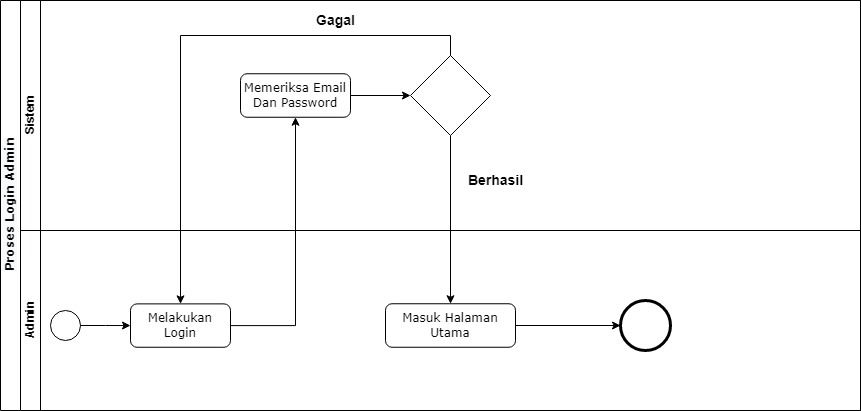 Proses Login Admin
Sistem
Gagal
Memeriksa Email
Dan Password
Berhasil
Admin
Melakukan
Login
Masuk Halaman
Utama